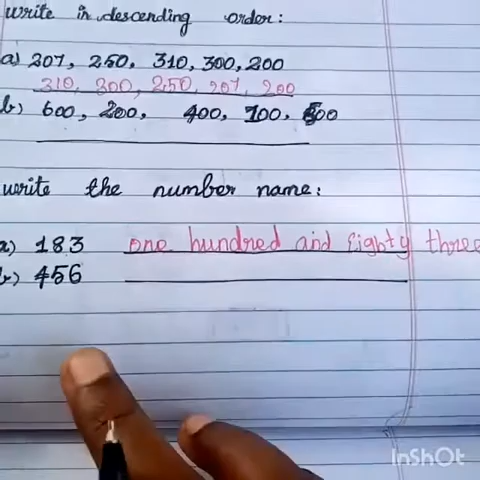 write in descending order:
a) 207, 250, 310, 300, 200
310, 300, 250, 207, 200
b) 600, 200, 400, 700, 500
write the number name:
a) 183 one hundred and Eighty three
b) 456
InShOt